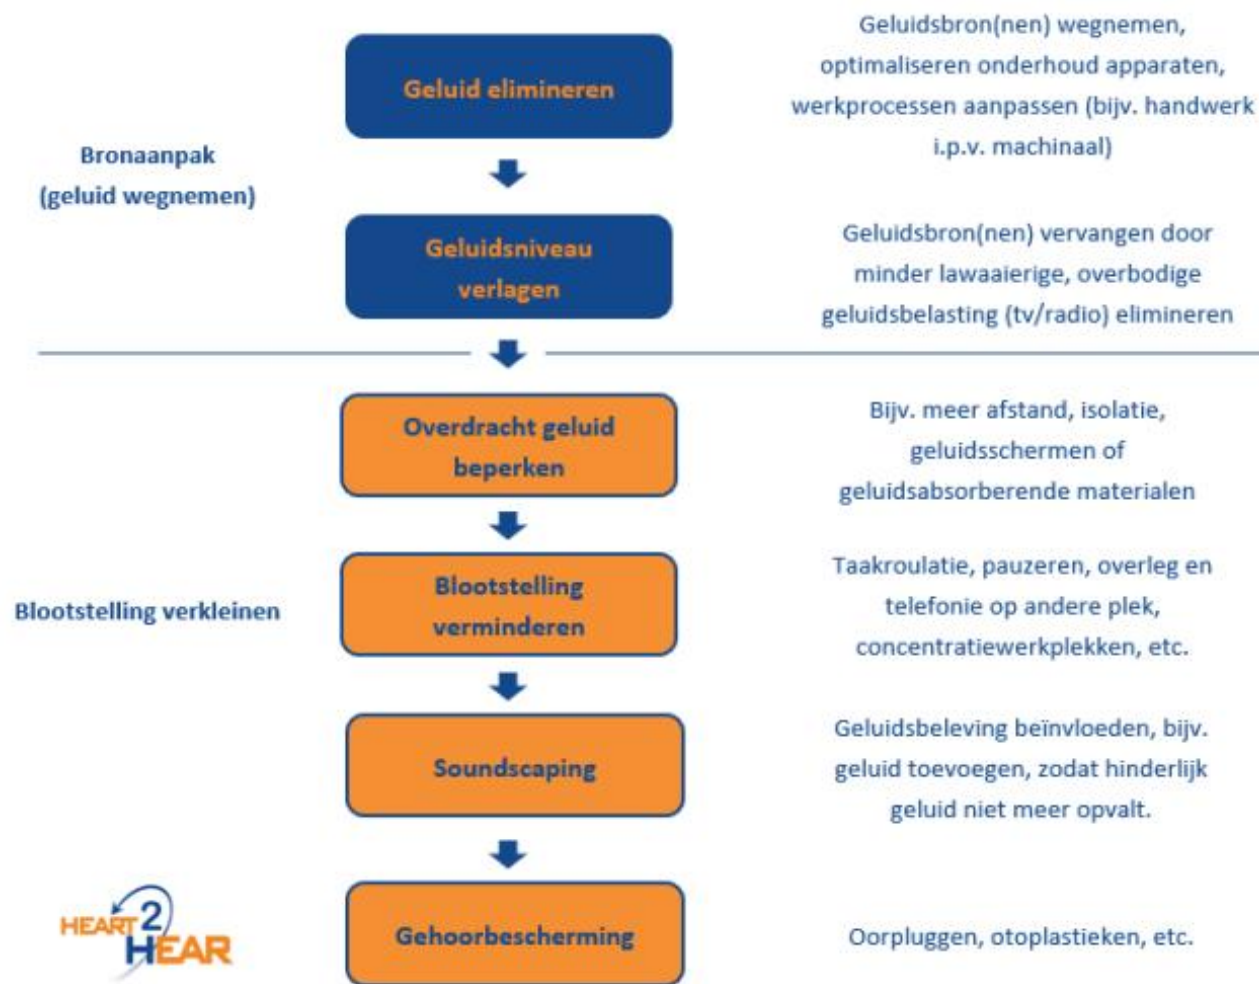 Geluid elimineren
Geluidsbron(nen) wegnemen,
optimaliseren onderhoud apparaten,
werkprocessen aanpassen (bijv. handwerk
i.p.v. machinaal)
Bronaanpak
(geluid wegnemen)
Geluidsniveau
verlagen
Geluidsbron(nen) vervangen door
minder lawaaierige, overbodige
geluidsbelasting (tv/radio) elimineren
Overdracht geluid
beperken
Bijv. meer afstand, isolatie,
geluidsschermen of
geluidsabsorberende materialen
Blootstelling verkleinen
Blootstelling
verminderen
Taakroulatie, pauzeren, overleg en
telefonie op andere plek,
concentratiewerkplekken, etc.
Soundscaping
Geluidsbeleving beïnvloeden, bijv.
geluid toevoegen, zodat hinderlijk
geluid niet meer opvalt.
HEART 2
HEAR
Gehoorbescherming
Oorpluggen, otoplastieken, etc.